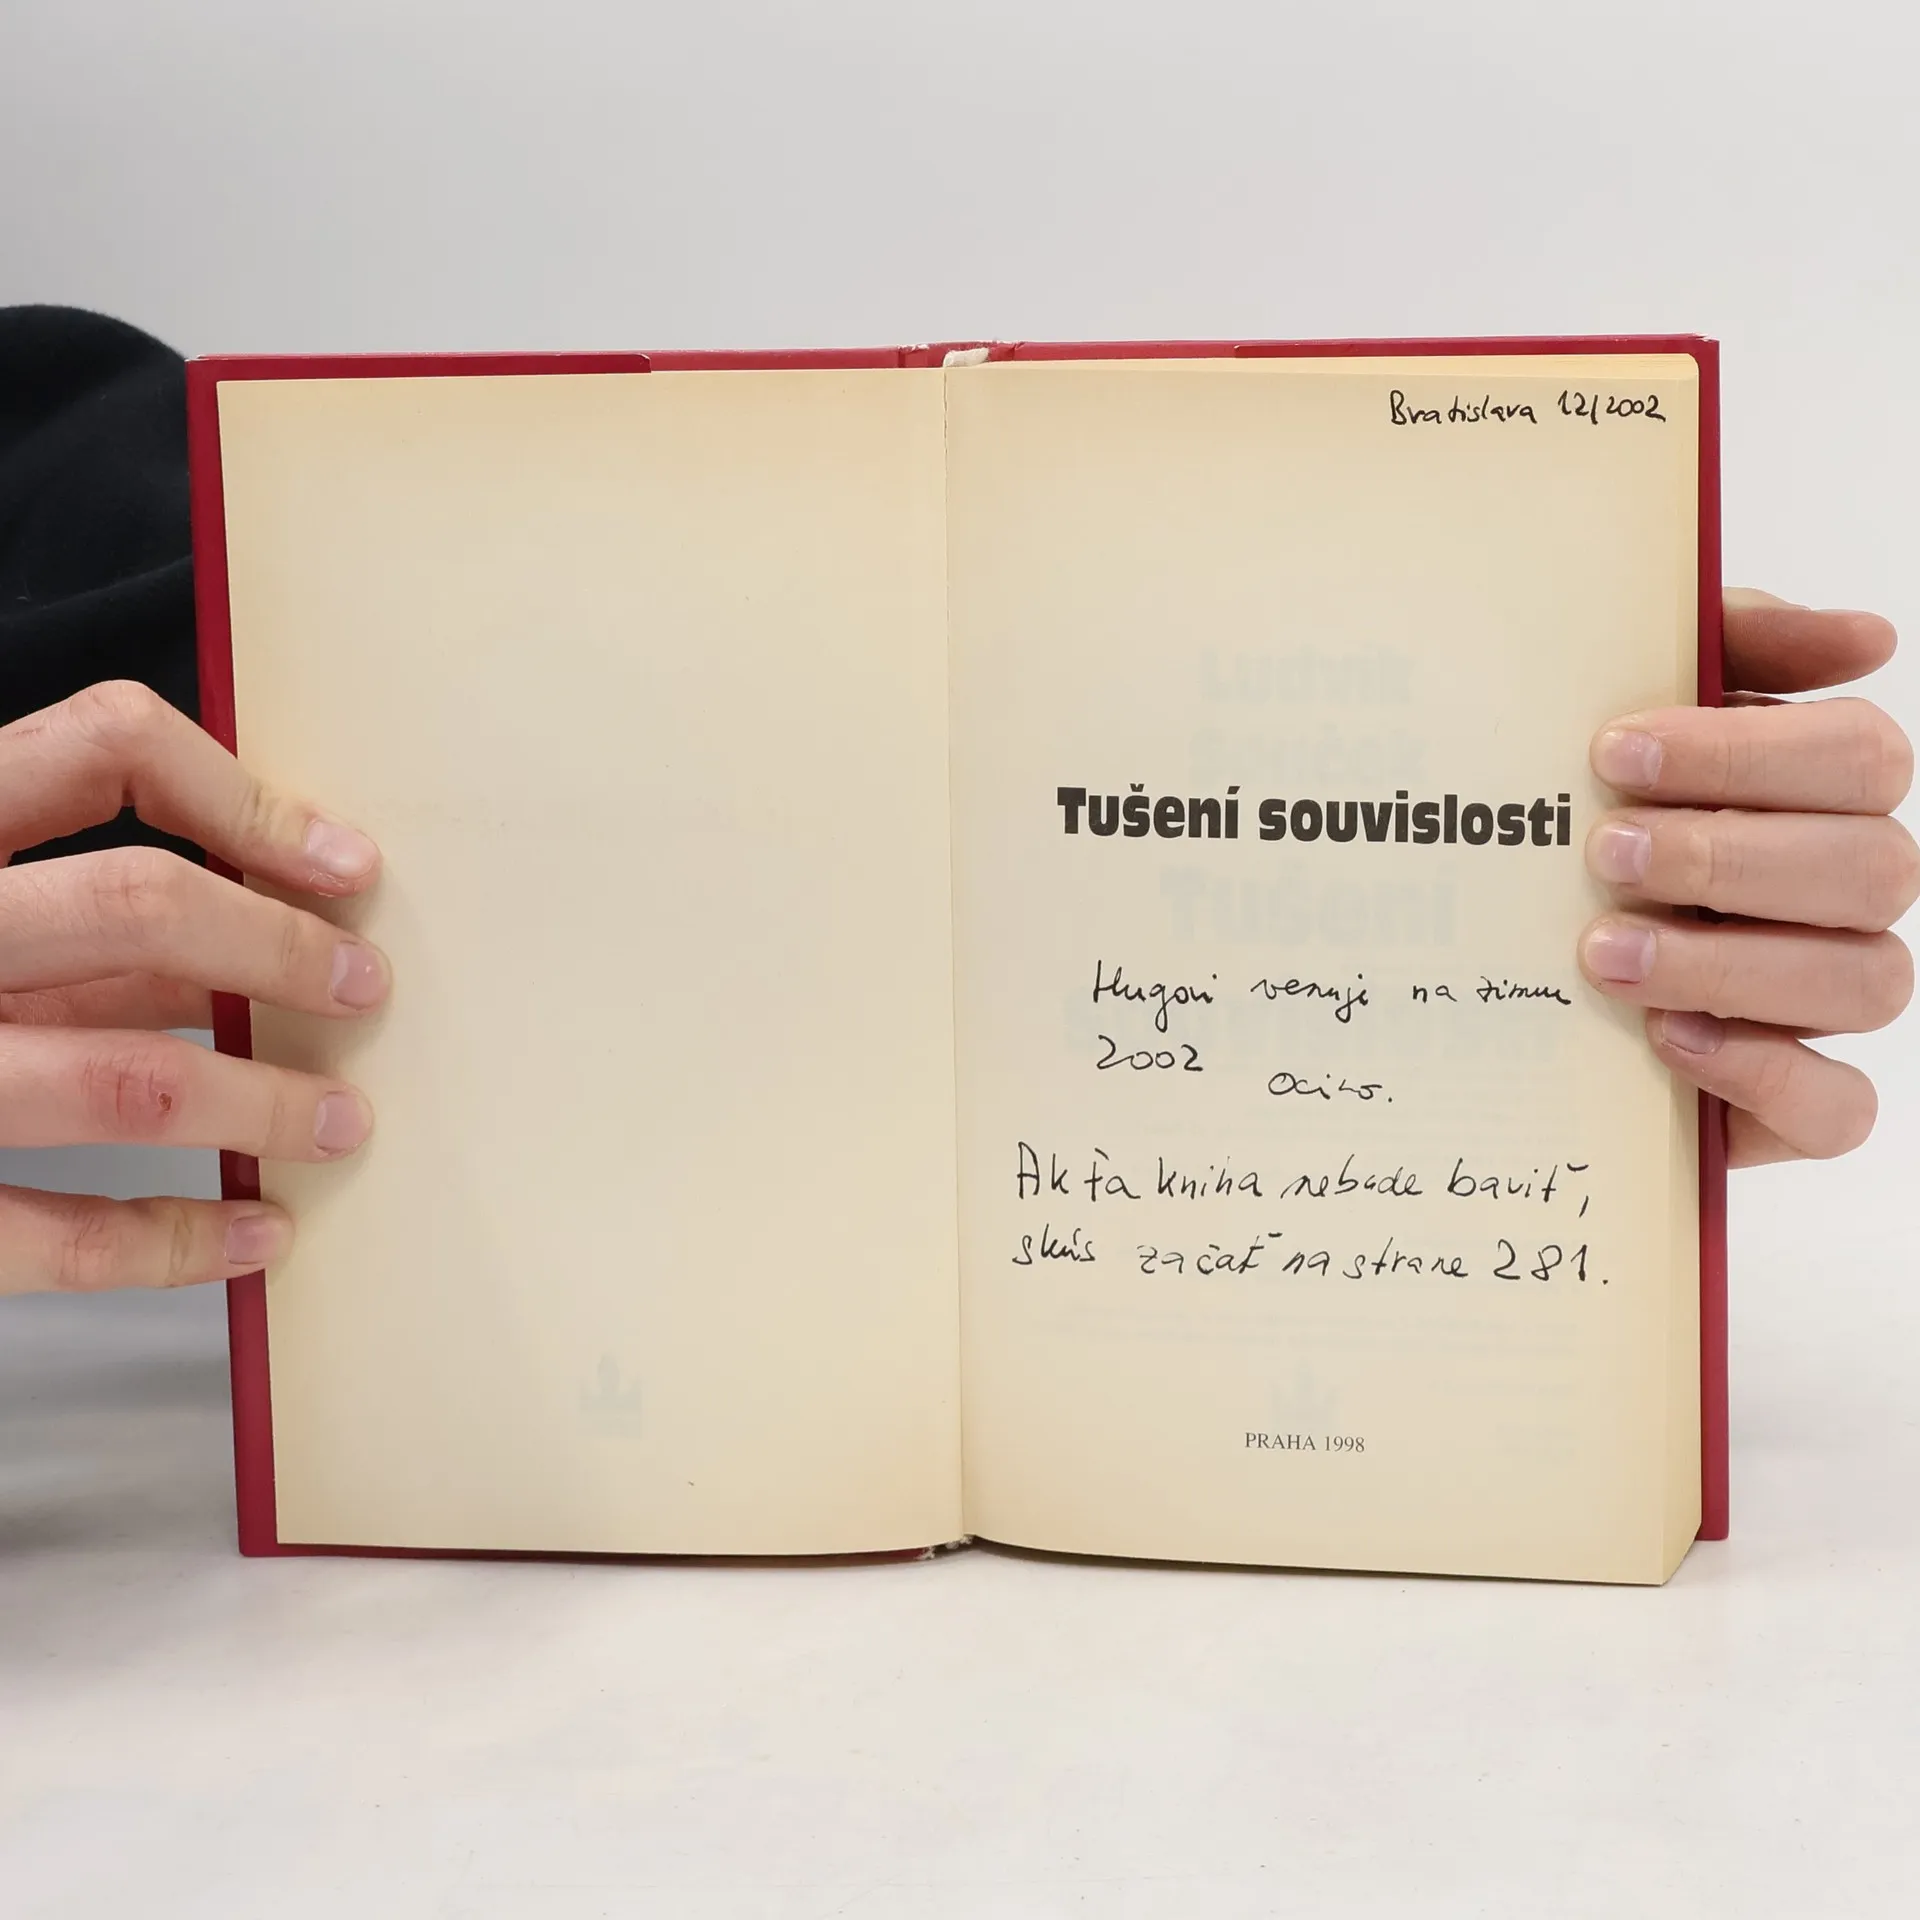 Bratislava 12/2002
Tušení souvislosti
Hugovi venuje na zimu
2002
Ocino.
Ak ťa kniha nebude baviť,
skús začať na strane 281.
PRAHA 1998